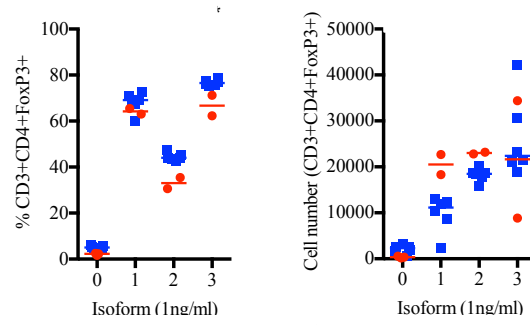 *
100
80
60
40
20
0
% CD3+CD4+FoxP3+
0 1 2 3
Isoform (1ng/ml)
50000
40000
30000
20000
10000
0
Cell number (CD3+CD4+FoxP3+)
0 1 2 3
Isoform (1ng/ml)